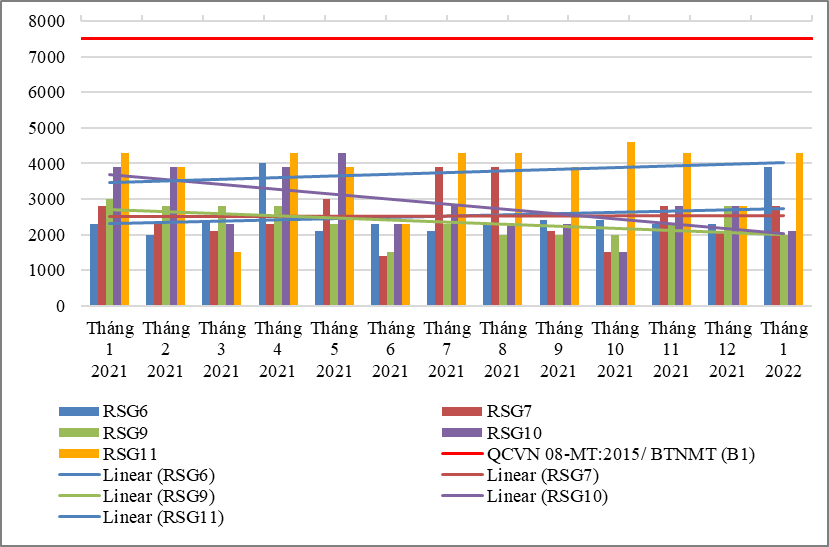 8000
7000
6000
5000
4000
3000
2000
1000
0
Tháng 1 2021
Tháng 2 2021
Tháng 3 2021
Tháng 4 2021
Tháng 5 2021
Tháng 6 2021
Tháng 7 2021
Tháng 8 2021
Tháng 9 2021
Tháng 10 2021
Tháng 11 2021
Tháng 12 2021
Tháng 1 2022
RSG6
RSG7
RSG9
RSG10
RSG11
QCVN 08-MT:2015/ BTNMT (B1)
Linear (RSG6)
Linear (RSG7)
Linear (RSG9)
Linear (RSG10)
Linear (RSG11)